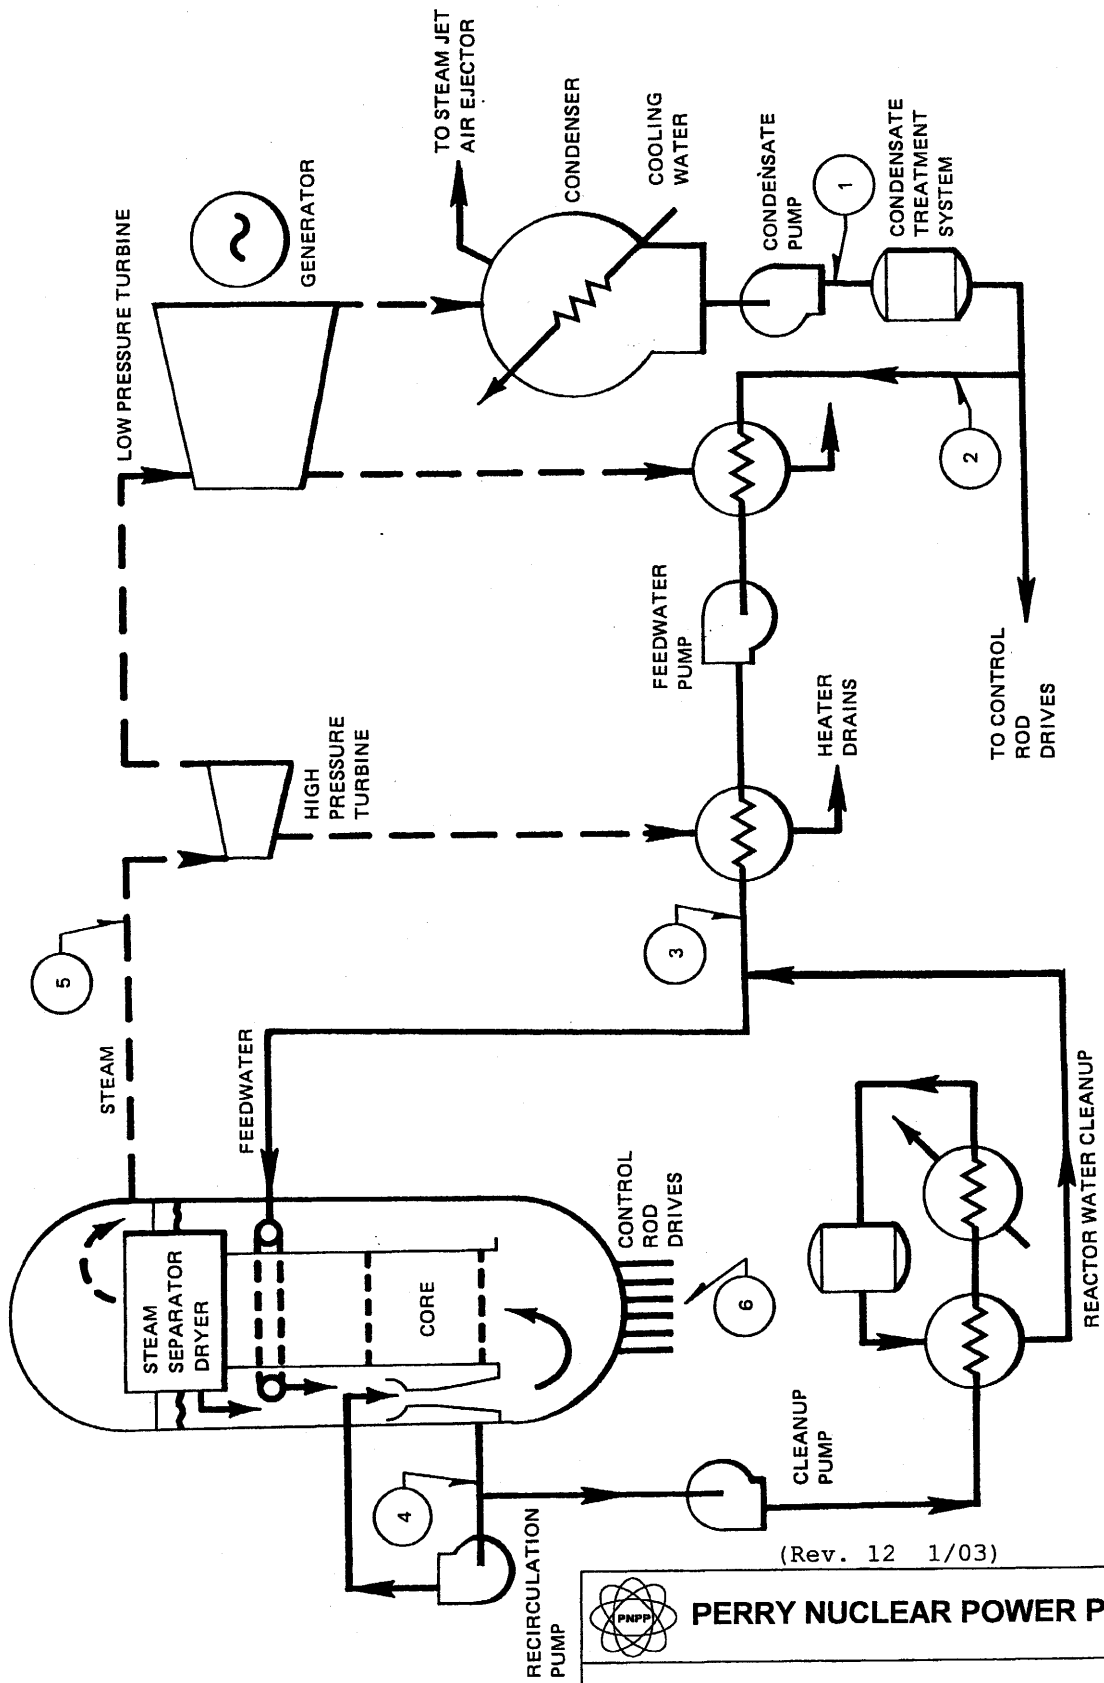 STEAM
5
HIGH
PRESSURE
TURBINE
LOW PRESSURE TURBINE
GENERATOR
TO STEAM JET
AIR EJECTOR
CONDENSER
COOLING
WATER
CONDENSATE
PUMP
1
CONDENSATE
TREATMENT
SYSTEM
2
TO CONTROL
ROD
DRIVES
FEEDWATER
PUMP
HEATER
DRAINS
3
FEEDWATER
STEAM
SEPARATOR
DRYER
CORE
CONTROL
ROD
DRIVES
6
4
RECIRCULATION
PUMP
CLEANUP
PUMP
REACTOR WATER CLEANUP
(Rev. 12 1/03)
PNPP
PERRY NUCLEAR POWER P